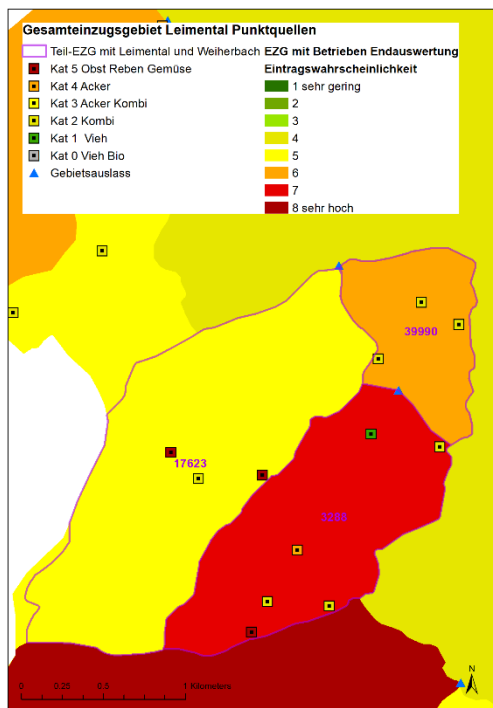 Gesamteinzugsgebiet Leimental Punktquellen
Teil-EZG mit Leimental und Weiherbach
Kat 5 Obst Reben Gemüse
Kat 4 Acker
Kat 3 Acker Kombi
Kat 2 Kombi
Kat 1 Vieh
Kat 0 Vieh Bio
Gebietsauslass
EZG mit Betrieben Endauswertung
Eintragswahrscheinlichkeit
1 sehr gering
2
3
4
5
6
7
8 sehr hoch
39990
17623
0 0.25 0.5 1 Kilometers
N